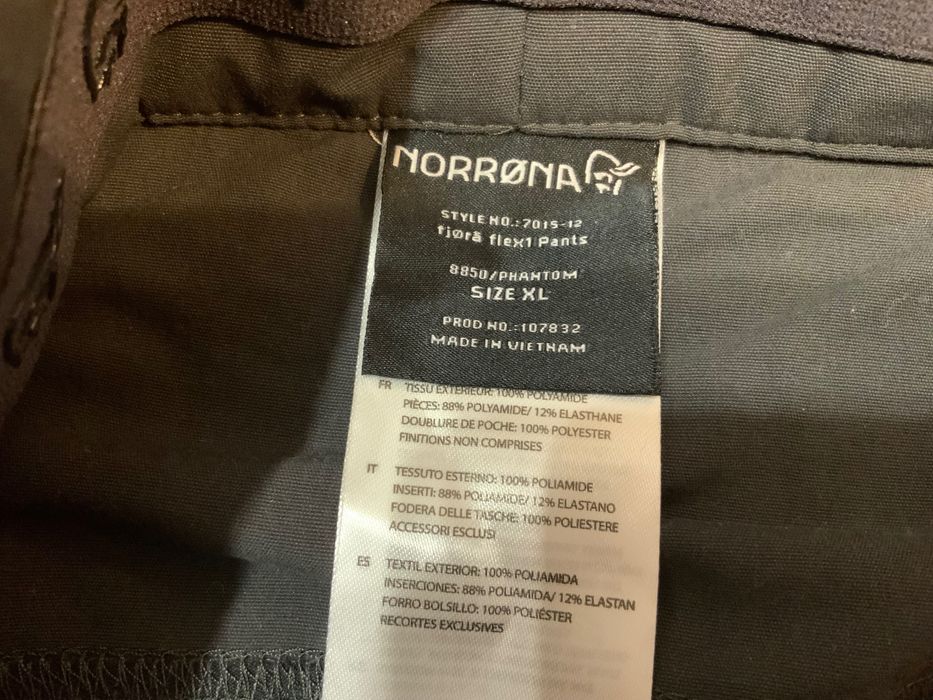 NORRØNA
STYLE NO.:7015-12
fjørå flex1 Pants
8850/PHANTOM
SIZE XL
PROD NO.:107832
MADE IN VIETNAM
FR TISSU EXTERIEUR: 100% POLYAMIDE
PIÈCES: 88% POLYAMIDE/ 12% ELASTHANE
DOUBLURE DE POCHE: 100% POLYESTER
FINITIONS NON COMPRISES
IT TESSUTO ESTERNO: 100% POLIAMIDE
INSERTI: 88% POLIAMIDE/ 12% ELASTANO
FODERA DELLE TASCHE: 100% POLIESTERE
ACCESSORI ESCLUSI
ES TEXTIL EXTERIOR: 100% POLIAMIDA
INSERCIONES: 88% POLIAMIDA/ 12% ELASTAN
FORRO BOLSILLO: 100% POLIÉSTER
RECORTES EXCLUSIVES